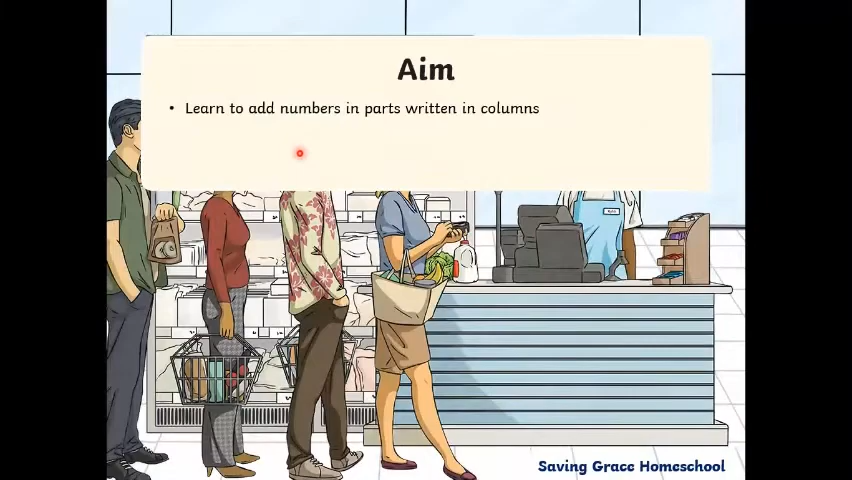 Aim
• Learn to add numbers in parts written in columns
Saving Grace Homeschool